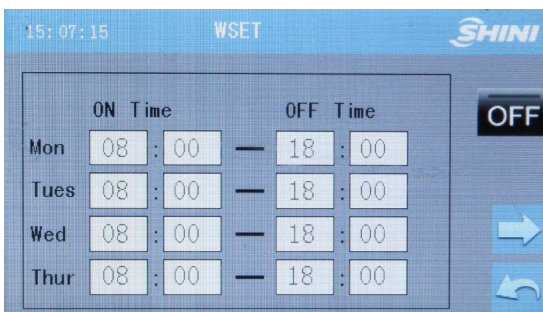 15:07:15 WSET SHINI
ON Time OFF Time
OFF
Mon 08 : 00 — 18 : 00
Tues 08 : 00 — 18 : 00
Wed 08 : 00 — 18 : 00
Thur 08 : 00 — 18 : 00